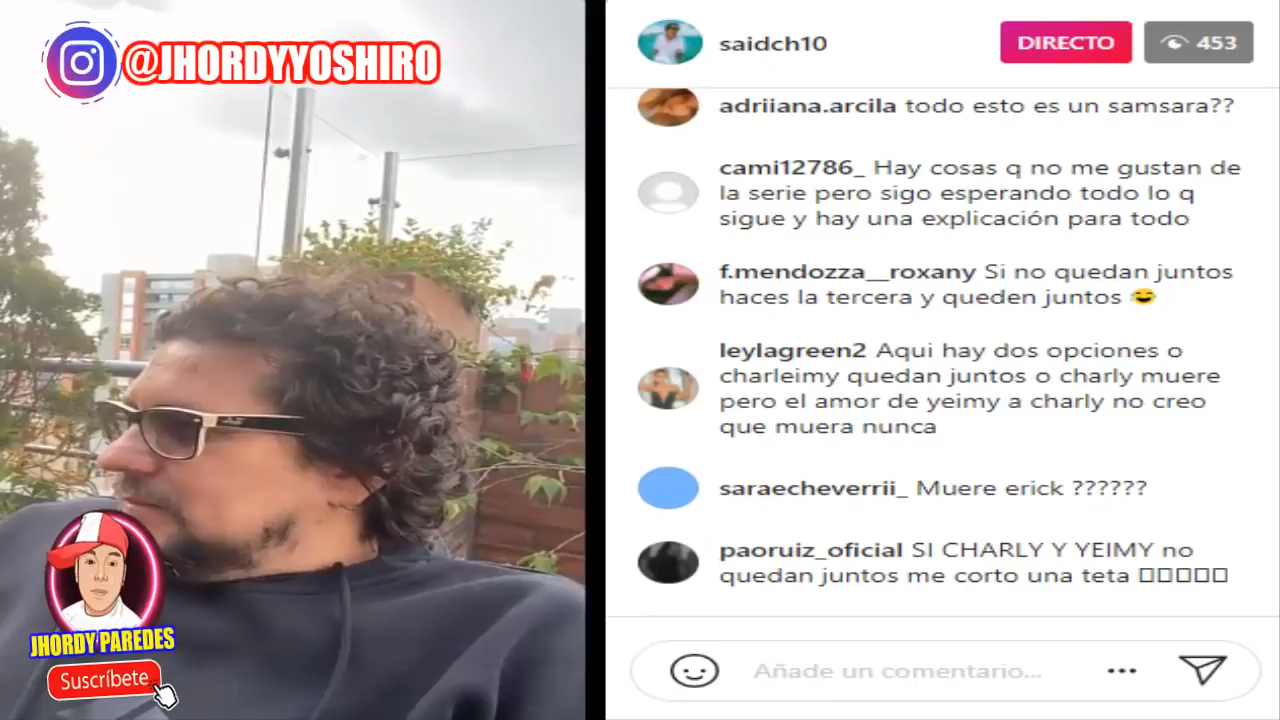 @JHORDYYOSHIRO
JHORDY PAREDES
Suscríbete
saidch10
DIRECTO
453
adriiana.arcila todo esto es un samsara??
cami12786_ Hay cosas q no me gustan de
la serie pero sigo esperando todo lo q
sigue y hay una explicación para todo
f.mendozza__roxany Si no quedan juntos
haces la tercera y queden juntos 😂
leylagreen2 Aqui hay dos opciones o
charleimy quedan juntos o charly muere
pero el amor de yeimy a charly no creo
que muera nunca
saraecheverrii_ Muere erick ??????
paoruiz_oficial SI CHARLY Y YEIMY no
quedan juntos me corto una teta □□□□□
Añade un comentario...